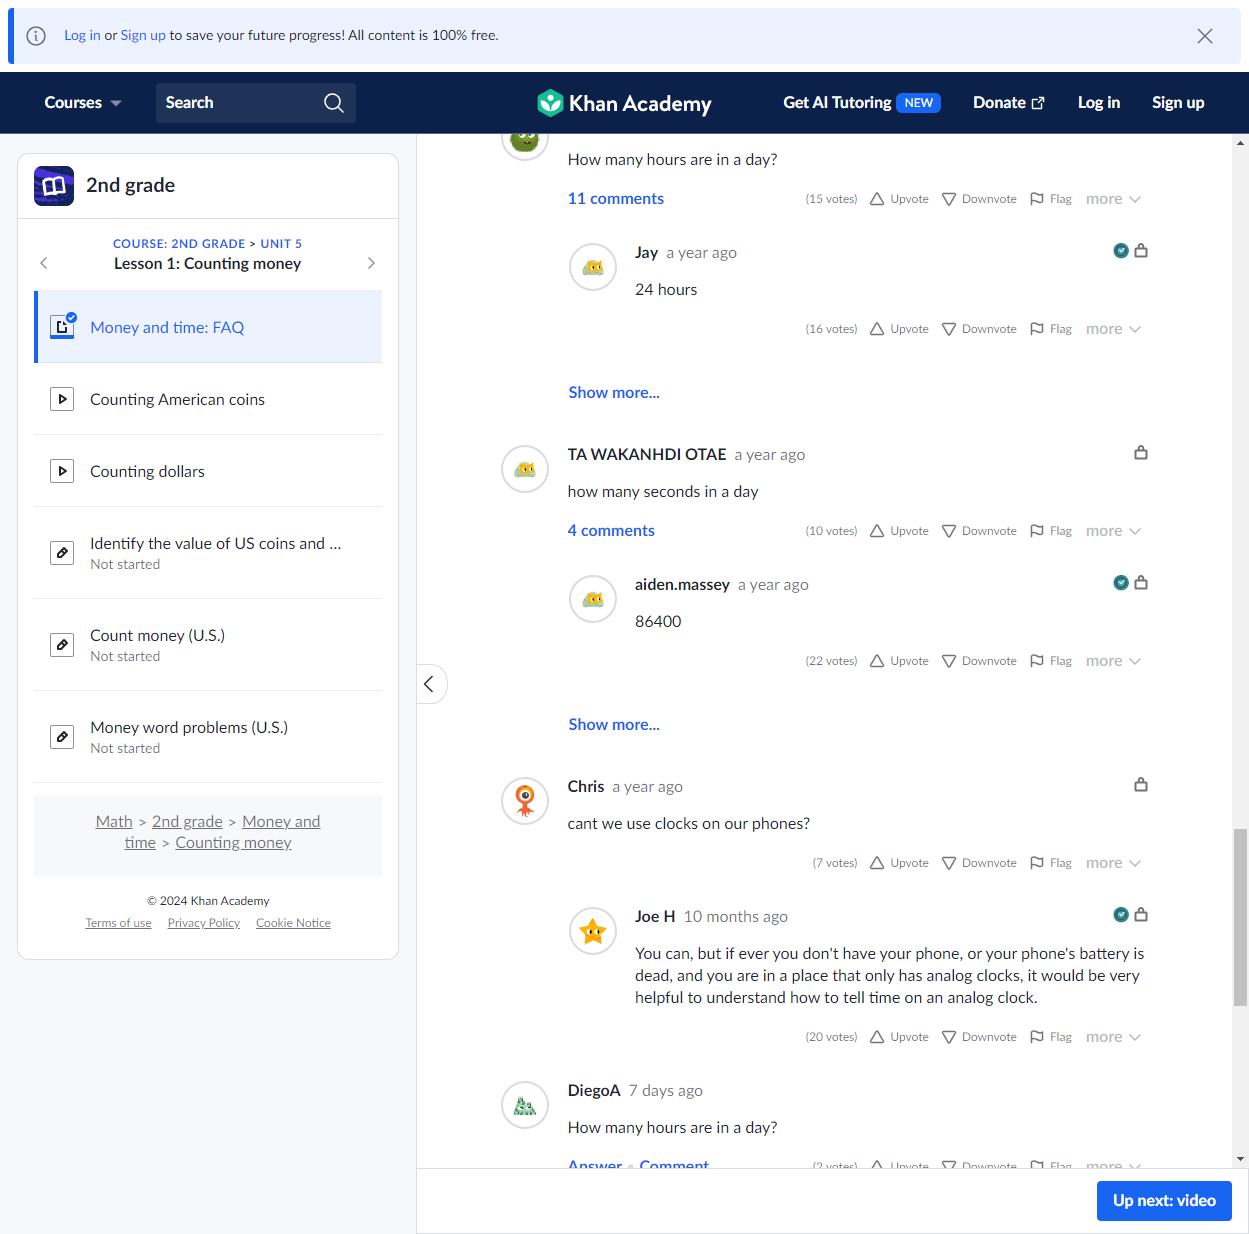 Log in or Sign up to save your future progress! All content is 100% free.
Courses
Search
Khan Academy
Get AI Tutoring NEW
Donate
Log in
Sign up
2nd grade
COURSE: 2ND GRADE > UNIT 5
Lesson 1: Counting money
Money and time: FAQ
Counting American coins
Counting dollars
Identify the value of US coins and ...
Not started
Count money (U.S.)
Not started
Money word problems (U.S.)
Not started
Math > 2nd grade > Money and
time > Counting money
© 2024 Khan Academy
Terms of use Privacy Policy Cookie Notice
How many hours are in a day?
11 comments (15 votes) Upvote Downvote Flag more
Jay a year ago
24 hours
(16 votes) Upvote Downvote Flag more
Show more...
TA WAKANHDI OTAE a year ago
how many seconds in a day
4 comments (10 votes) Upvote Downvote Flag more
aiden.massey a year ago
86400
(22 votes) Upvote Downvote Flag more
Show more...
Chris a year ago
cant we use clocks on our phones?
(7 votes) Upvote Downvote Flag more
Joe H 10 months ago
You can, but if ever you don't have your phone, or your phone's battery is
dead, and you are in a place that only has analog clocks, it would be very
helpful to understand how to tell time on an analog clock.
(20 votes) Upvote Downvote Flag more
DiegoA 7 days ago
How many hours are in a day?
Answer • Comment (2 votes) Upvote Downvote Flag more
Up next: video